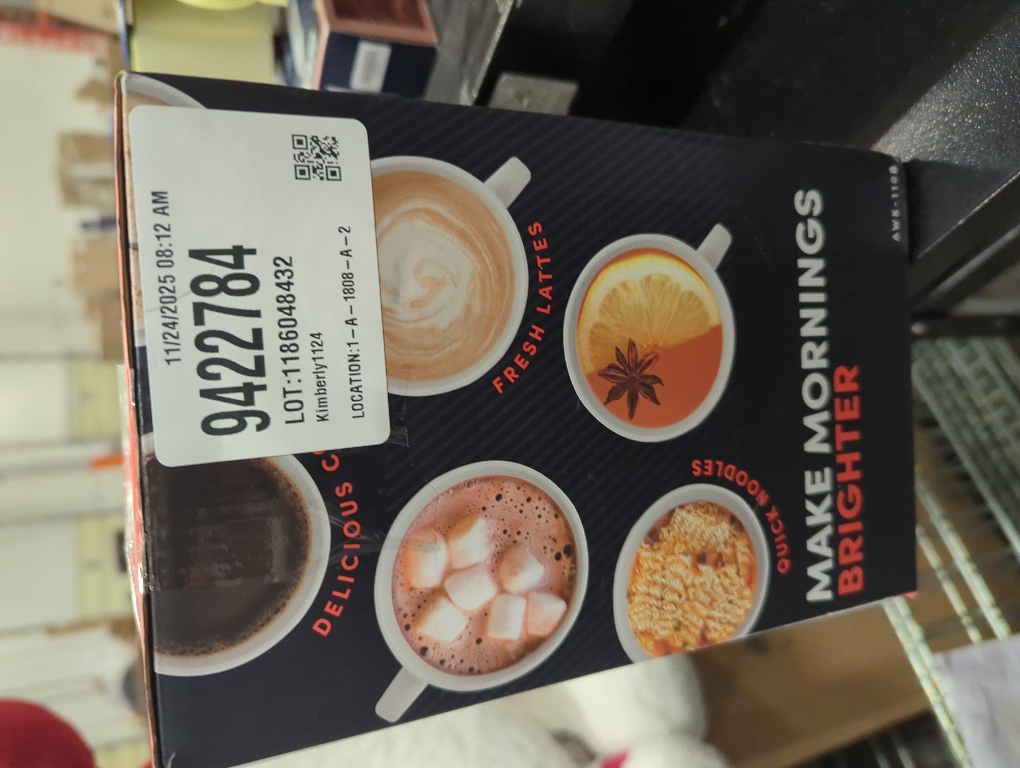 11/24/2025 08:12 AM
9422784
LOT:1186048432
Kimberly1124
LOCATION:1-A-1808-A-2
DELICIOUS
FRESH LATTES
QUICK NOODLES
MAKE MORNINGS
BRIGHTER
AWK-110B